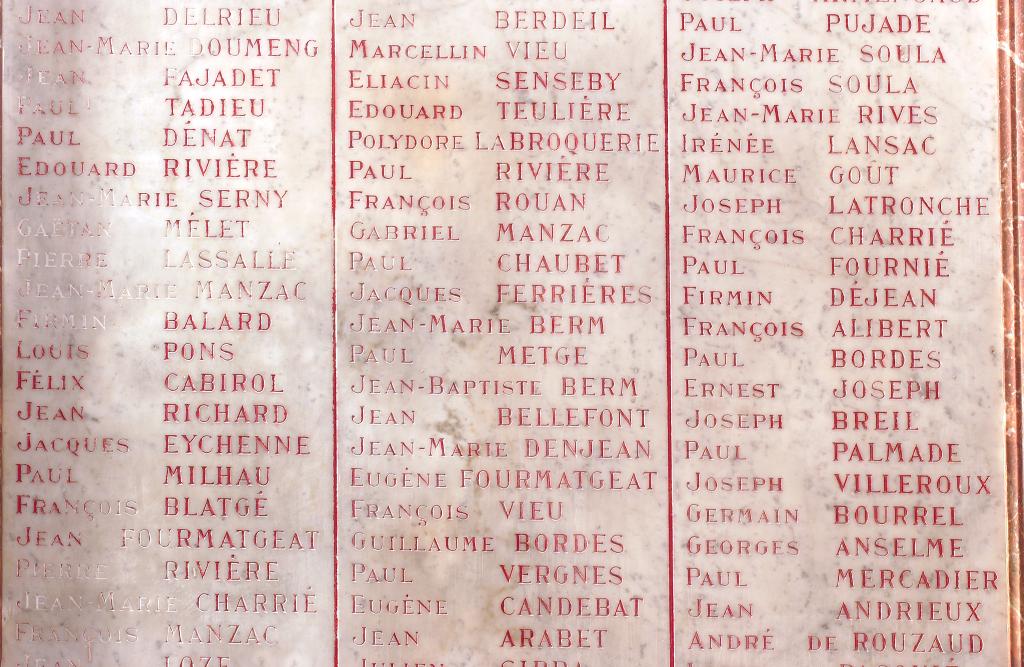 Jean DELRIEU
Jean-Marie DOUMENG
Jean FAJADET
Paul TADIEU
Paul DÉNAT
Edouard RIVIÈRE
Jean-Marie SERNY
Gaëtan MÉLET
Pierre LASSALLE
Jean-Marie MANZAC
Firmin BALARD
Louis PONS
Félix CABIROL
Jean RICHARD
Jacques EYCHENNE
Paul MILHAU
François BLATGÉ
Jean FOURMATGEAT
Pierre RIVIÈRE
Jean-Marie CHARRIÉ
François MANZAC
Jean LOZE
Jean BERDEIL
Marcellin VIEU
Eliacin SENSEBY
Edouard TEULIÈRE
Polydore LABROQUERIE
Paul RIVIÈRE
François ROUAN
Gabriel MANZAC
Paul CHAUBET
Jacques FERRIÈRES
Jean-Marie BERM
Paul METGE
Jean-Baptiste BERM
Jean BELLEFONT
Jean-Marie DENJEAN
Eugène FOURMATGEAT
François VIEU
Guillaume BORDES
Paul VERGNES
Eugène CANDEBAT
Jean ARABET
Julien
Paul PUJADE
Jean-Marie SOULA
François SOULA
Jean-Marie RIVES
Irénée LANSAC
Maurice GOUT
Joseph LATRONCHE
François CHARRIÉ
Paul FOURNIÉ
Firmin DÉJEAN
François ALIBERT
Paul BORDES
Ernest JOSEPH
Joseph BREIL
Paul PALMADE
Joseph VILLEROUX
Germain BOURREL
Georges ANSELME
Paul MERCADIER
Jean ANDRIEUX
André DE ROUZAUD